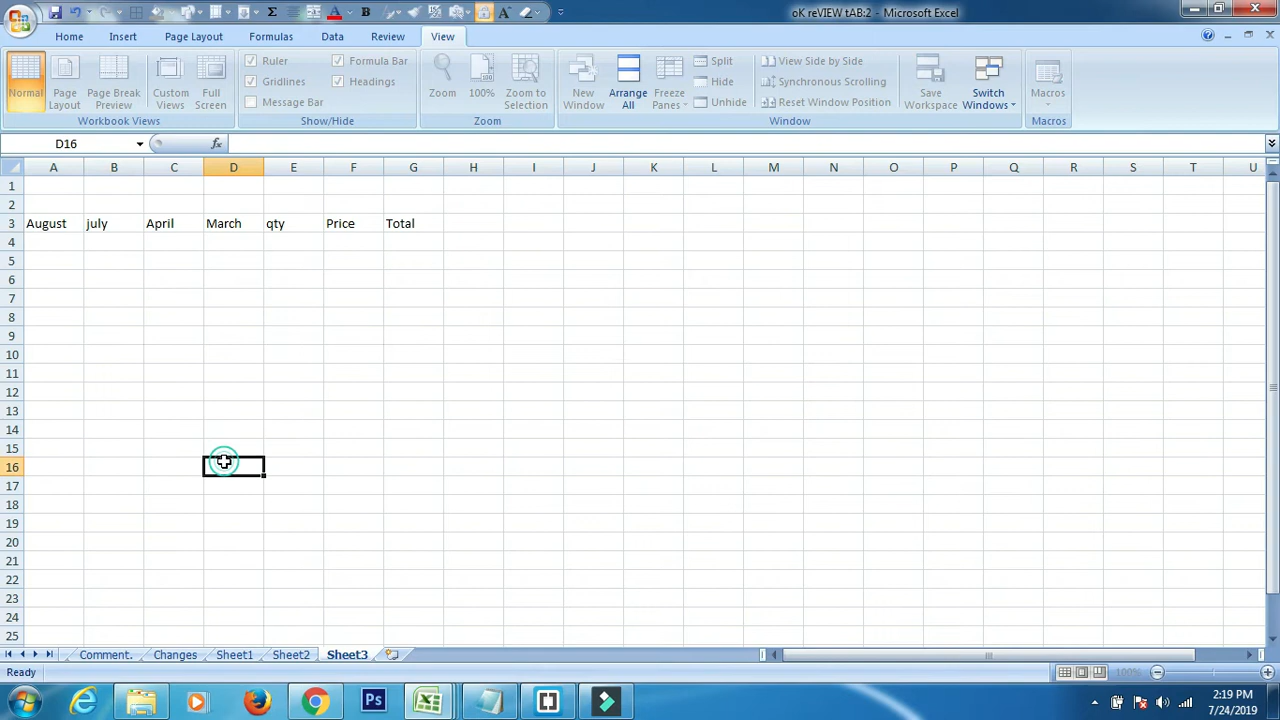 oK reVIEW tAB:2 - Microsoft Excel
Home Insert Page Layout Formulas Data Review View
Normal
Page Layout
Page Break Preview
Custom Views
Full Screen
Workbook Views
Ruler
Gridlines
Message Bar
Formula Bar
Headings
Show/Hide
Zoom
100%
Zoom to Selection
Zoom
New Window
Arrange All
Freeze Panes
Split
Hide
Unhide
View Side by Side
Synchronous Scrolling
Reset Window Position
Window
Save Workspace
Switch Windows
Macros
Macros
D16
fx
A B C D E F G H I J K L M N O P Q R S T U
1
2
3 August july April March qty Price Total
4
5
6
7
8
9
10
11
12
13
14
15
16
17
18
19
20
21
22
23
24
25
Comment. Changes Sheet1 Sheet2 Sheet3
Ready 100%
Ps
2:19 PM
7/24/2019